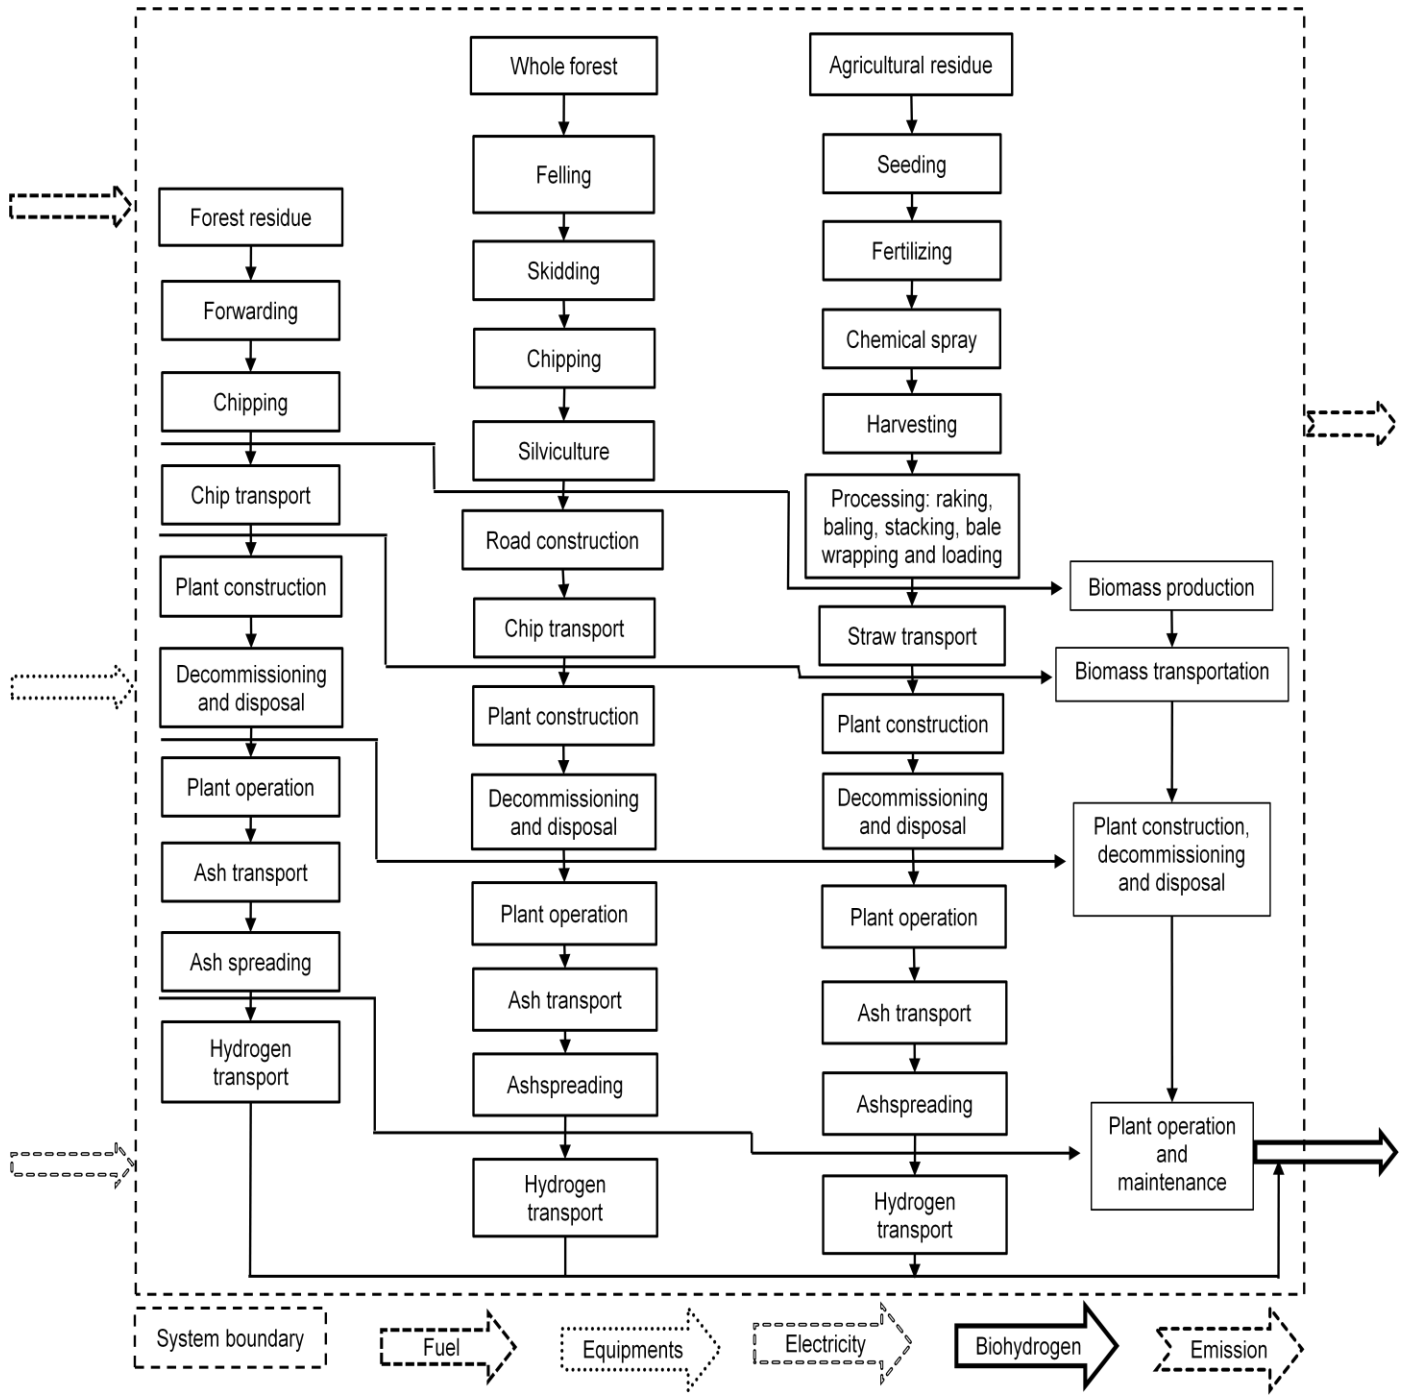 Forest residue
Forwarding
Chipping
Chip transport
Plant construction
Decommissioning
and disposal
Plant operation
Ash transport
Ash spreading
Hydrogen
transport
Whole forest
Felling
Skidding
Chipping
Silviculture
Road construction
Chip transport
Plant construction
Decommissioning
and disposal
Plant operation
Ash transport
Ashspreading
Hydrogen
transport
Agricultural residue
Seeding
Fertilizing
Chemical spray
Harvesting
Processing: raking,
baling, stacking, bale
wrapping and loading
Straw transport
Plant construction
Decommissioning
and disposal
Plant operation
Ash transport
Ashspreading
Hydrogen
transport
Biomass production
Biomass transportation
Plant construction,
decommissioning
and disposal
Plant operation
and
maintenance
System boundary
Fuel
Equipments
Electricity
Biohydrogen
Emission